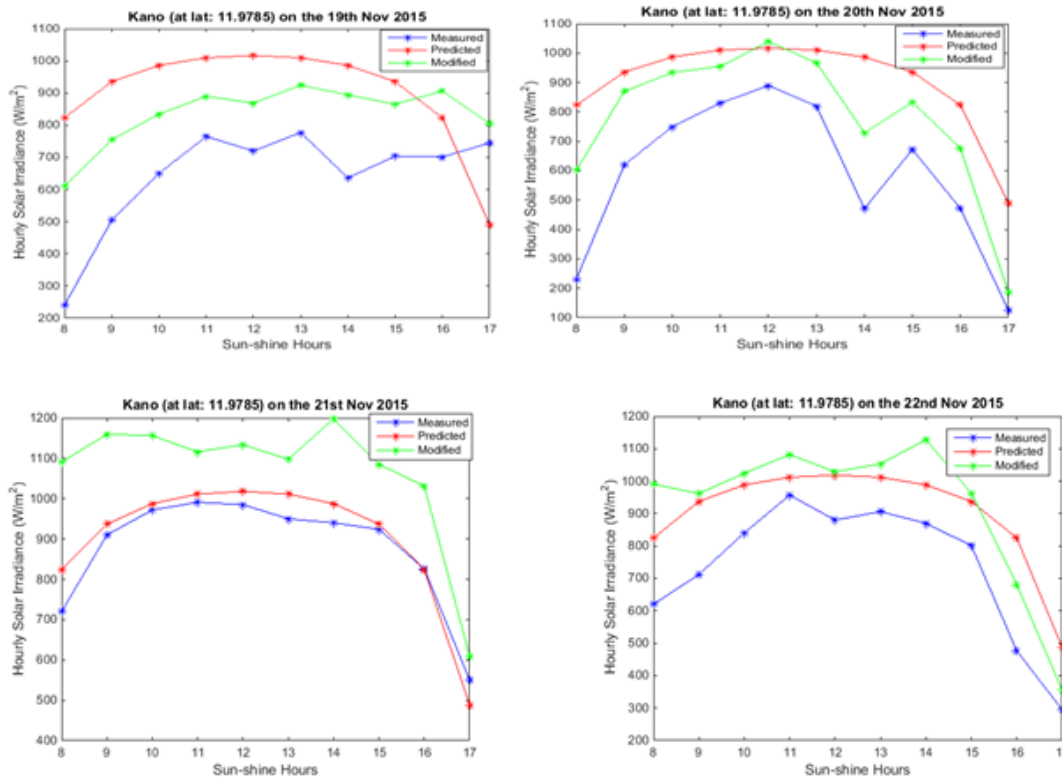 Kano (at lat: 11.9785) on the 19th Nov 2015
1100
1000
900
800
700
600
500
400
300
200
Hourly Solar Irradiance (W/m²)
Measured
Predicted
Modified
8 9 10 11 12 13 14 15 16 17
Sun-shine Hours
Kano (at lat: 11.9785) on the 20th Nov 2015
1100
1000
900
800
700
600
500
400
300
200
100
Hourly Solar Irradiance (W/m²)
Measured
Predicted
Modified
8 9 10 11 12 13 14 15 16 17
Sun-shine Hours
Kano (at lat: 11.9785) on the 21st Nov 2015
1200
1100
1000
900
800
700
600
500
400
Hourly Solar Irradiance (W/m²)
Measured
Predicted
Modified
8 9 10 11 12 13 14 15 16 17
Sun-shine Hours
Kano (at lat: 11.9785) on the 22nd Nov 2015
1200
1100
1000
900
800
700
600
500
400
300
200
Hourly Solar Irradiance (W/m²)
Measured
Predicted
Modified
8 9 10 11 12 13 14 15 16
Sun-shine Hours